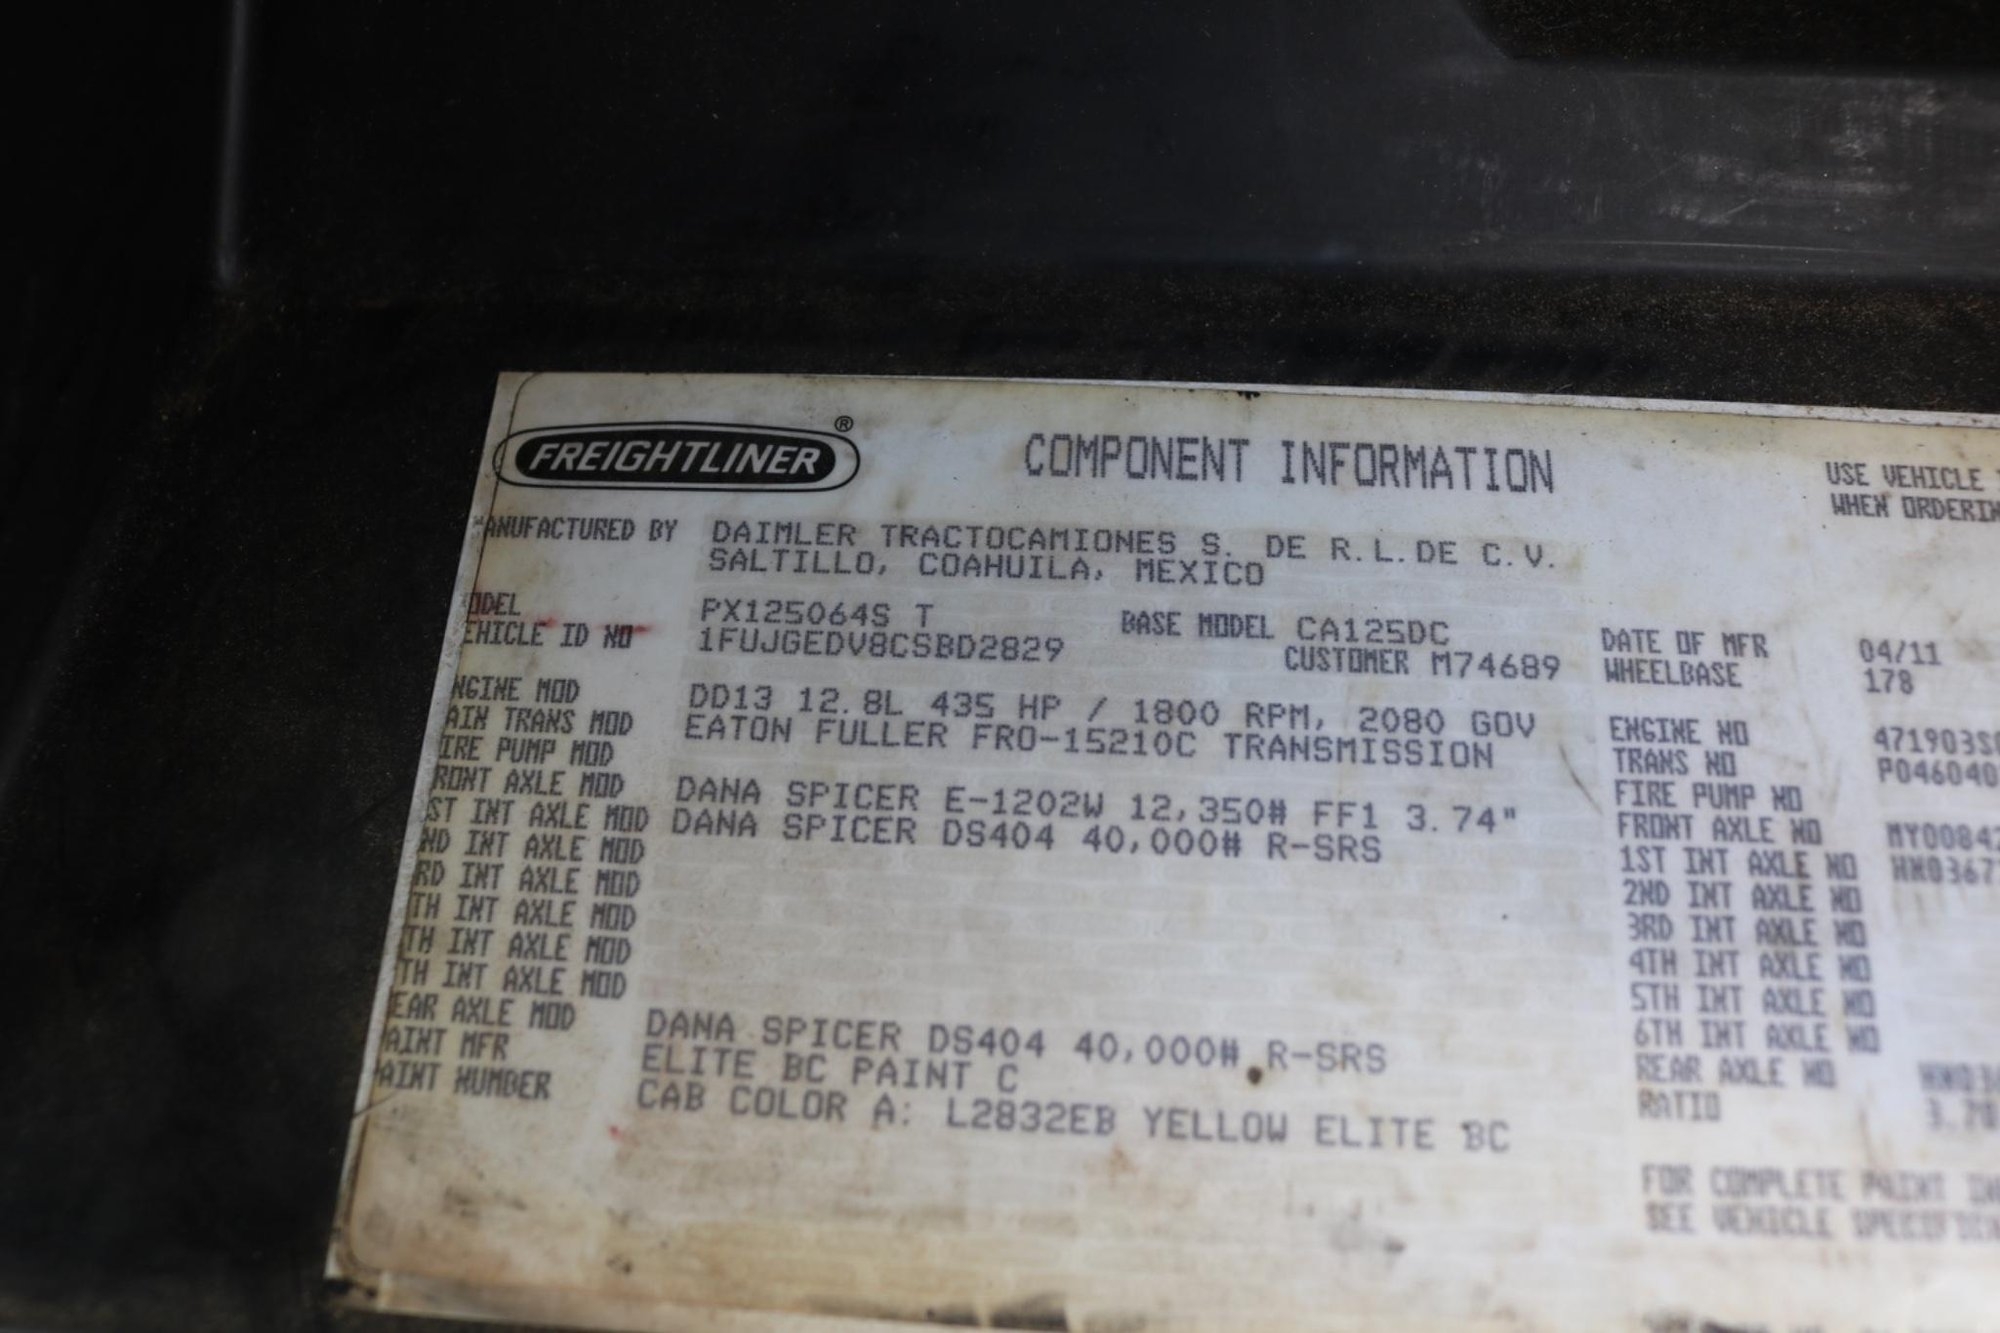 FREIGHTLINER ®
COMPONENT INFORMATION
USE VEHICLE
WHEN ORDERIN
ANUFACTURED BY DAIMLER TRACTOCAMIONES S. DE R.L.DE C.V.
SALTILLO, COAHUILA, MEXICO
ODEL PX125064S T BASE MODEL CA125DC DATE OF MFR 04/11
EHICLE ID NO 1FUJGEDV8CSBD2829 CUSTOMER M74689 WHEELBASE 178
NGINE MOD DD13 12.8L 435 HP / 1800 RPM, 2080 GOV ENGINE NO 471903S
AIN TRANS MOD EATON FULLER FRO-15210C TRANSMISSION TRANS NO P046040
IRE PUMP MOD FIRE PUMP NO
RONT AXLE MOD DANA SPICER E-1202W 12,350# FF1 3.74" FRONT AXLE NO MY00842
ST INT AXLE MOD DANA SPICER DS404 40,000# R-SRS 1ST INT AXLE NO
ND INT AXLE MOD 2ND INT AXLE NO
RD INT AXLE MOD 3RD INT AXLE NO
TH INT AXLE MOD 4TH INT AXLE NO
TH INT AXLE MOD 5TH INT AXLE NO
TH INT AXLE MOD 6TH INT AXLE NO
EAR AXLE MOD DANA SPICER DS404 40,000# R-SRS REAR AXLE NO
AINT MFR ELITE BC PAINT C RATIO 3.70
AINT NUMBER CAB COLOR A: L2832EB YELLOW ELITE BC
FOR COMPLETE PAINT
SEE VEHICLE